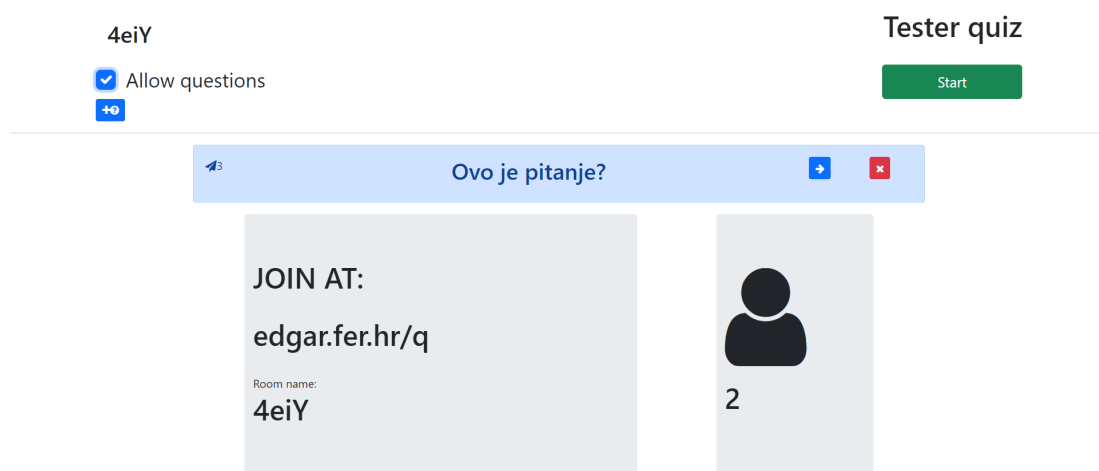 4eiY
Tester quiz
Allow questions
Start
3
Ovo je pitanje?
JOIN AT:
edgar.fer.hr/q
Room name:
4eiY
2